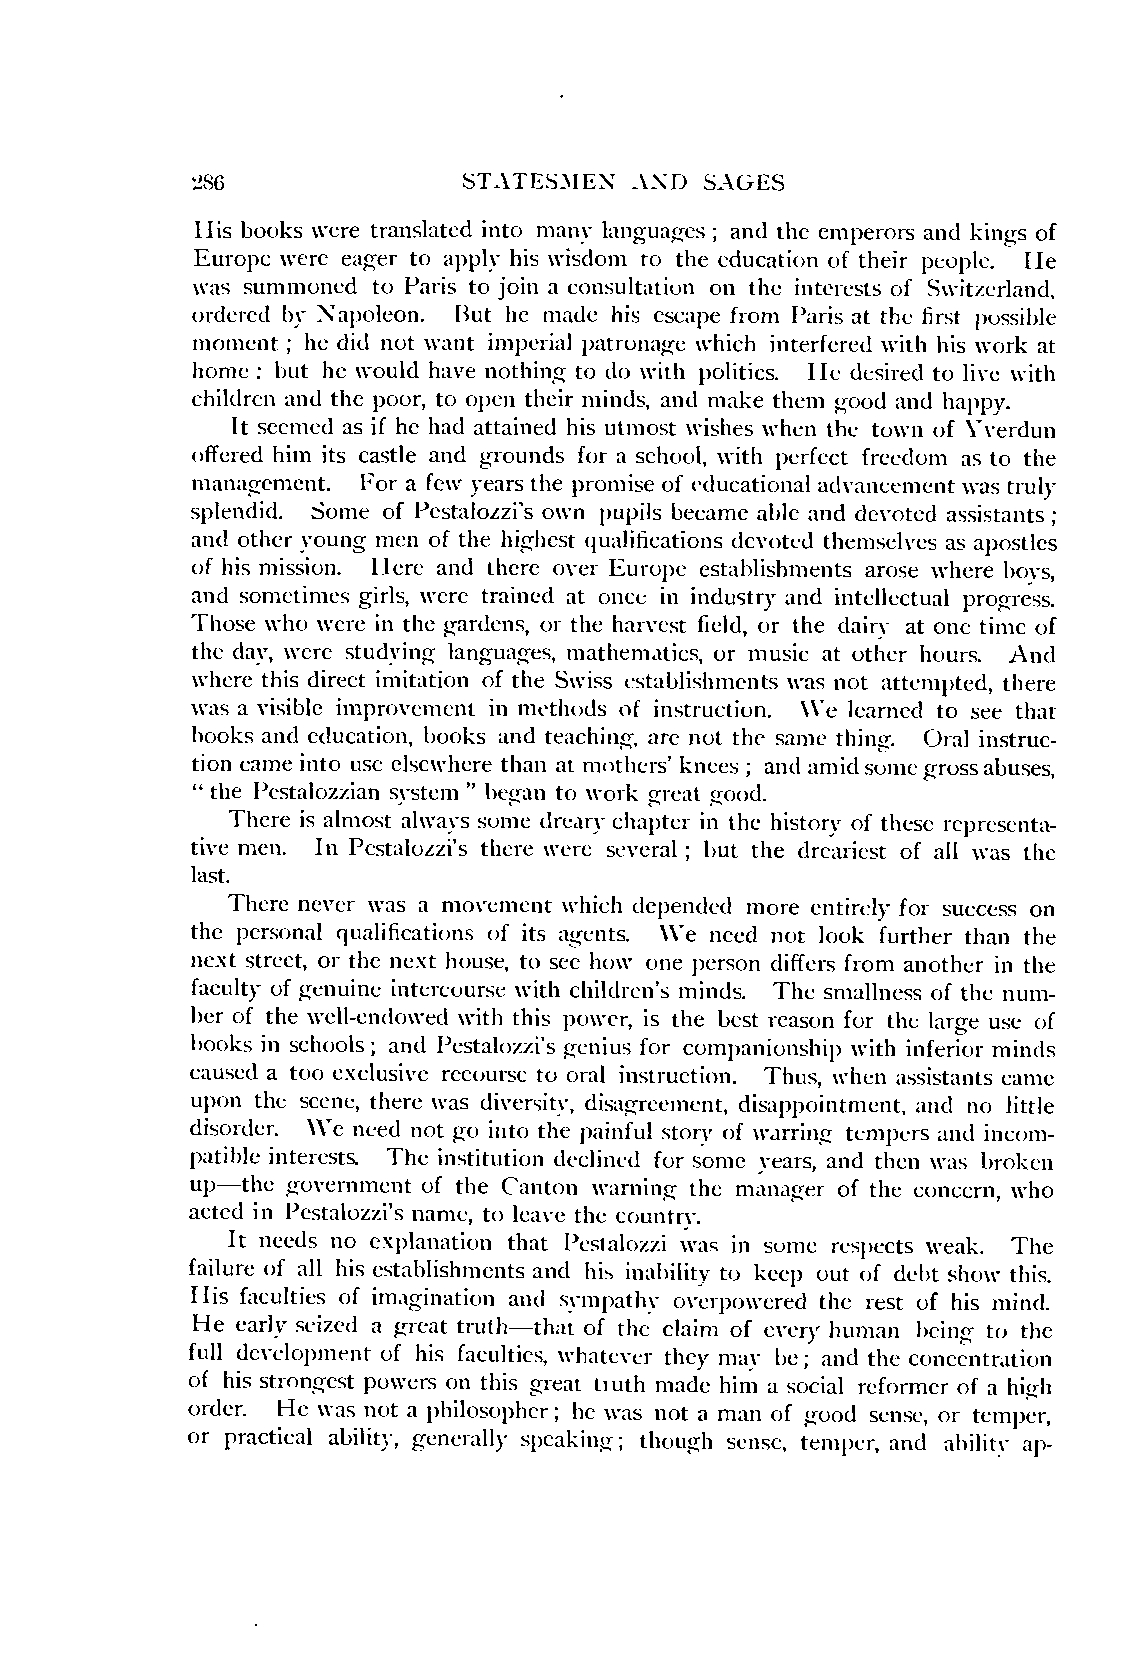 286 STATESMEN AND SAGES
His books were translated into many languages; and the emperors and kings of
Europe were eager to apply his wisdom to the education of their people. He
was summoned to Paris to join a consultation on the interests of Switzerland,
ordered by Napoleon. But he made his escape from Paris at the first possible
moment; he did not want imperial patronage which interfered with his work at
home: but he would have nothing to do with politics. He desired to live with
children and the poor, to open their minds, and make them good and happy.
It seemed as if he had attained his utmost wishes when the town of Yverdun
offered him its castle and grounds for a school, with perfect freedom as to the
management. For a few years the promise of educational advancement was truly
splendid. Some of Pestalozzi's own pupils became able and devoted assistants;
and other young men of the highest qualifications devoted themselves as apostles
of his mission. Here and there over Europe establishments arose where boys,
and sometimes girls, were trained at once in industry and intellectual progress.
Those who were in the gardens, or the harvest field, or the dairy at one time of
the day, were studying languages, mathematics, or music at other hours. And
where this direct imitation of the Swiss establishments was not attempted, there
was a visible improvement in methods of instruction. We learned to see that
books and education, books and teaching, are not the same thing. Oral instruc-
tion came into use elsewhere than at mothers' knees; and amid some gross abuses,
"the Pestalozzian system" began to work great good.
There is almost always some dreary chapter in the history of these representa-
tive men. In Pestalozzi's there were several; but the dreariest of all was the
last.
There never was a movement which depended more entirely for success on
the personal qualifications of its agents. We need not look further than the
next street, or the next house, to see how one person differs from another in the
faculty of genuine intercourse with children's minds. The smallness of the num-
ber of the well-endowed with this power, is the best reason for the large use of
books in schools; and Pestalozzi's genius for companionship with inferior minds
caused a too exclusive recourse to oral instruction. Thus, when assistants came
upon the scene, there was diversity, disagreement, disappointment, and no little
disorder. We need not go into the painful story of warring tempers and incom-
patible interests. The institution declined for some years, and then was broken
up—the government of the Canton warning the manager of the concern, who
acted in Pestalozzi's name, to leave the country.
It needs no explanation that Pestalozzi was in some respects weak. The
failure of all his establishments and his inability to keep out of debt show this.
His faculties of imagination and sympathy overpowered the rest of his mind.
He early seized a great truth—that of the claim of every human being to the
full development of his faculties, whatever they may be; and the concentration
of his strongest powers on this great truth made him a social reformer of a high
order. He was not a philosopher; he was not a man of good sense, or temper,
or practical ability, generally speaking; though sense, temper, and ability ap-